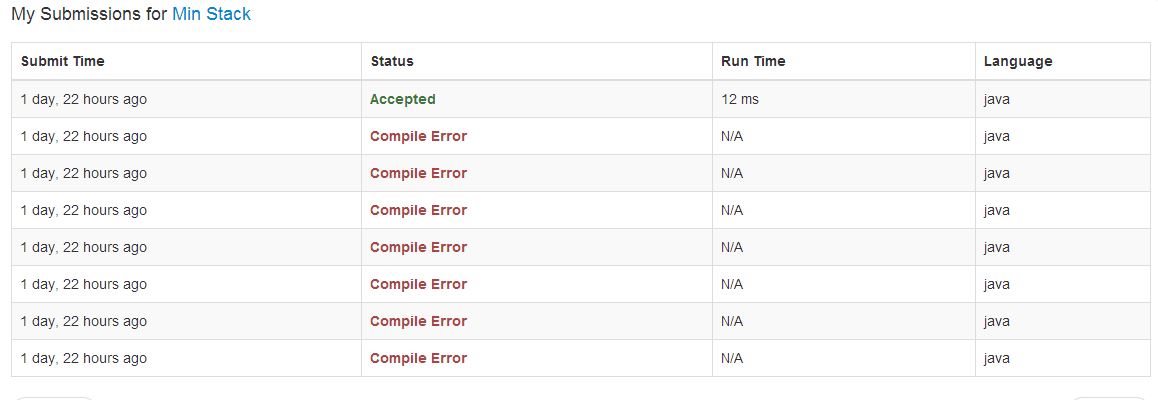 My Submissions for Min Stack
Submit Time Status Run Time Language
1 day, 22 hours ago Accepted 12 ms java
1 day, 22 hours ago Compile Error N/A java
1 day, 22 hours ago Compile Error N/A java
1 day, 22 hours ago Compile Error N/A java
1 day, 22 hours ago Compile Error N/A java
1 day, 22 hours ago Compile Error N/A java
1 day, 22 hours ago Compile Error N/A java
1 day, 22 hours ago Compile Error N/A java